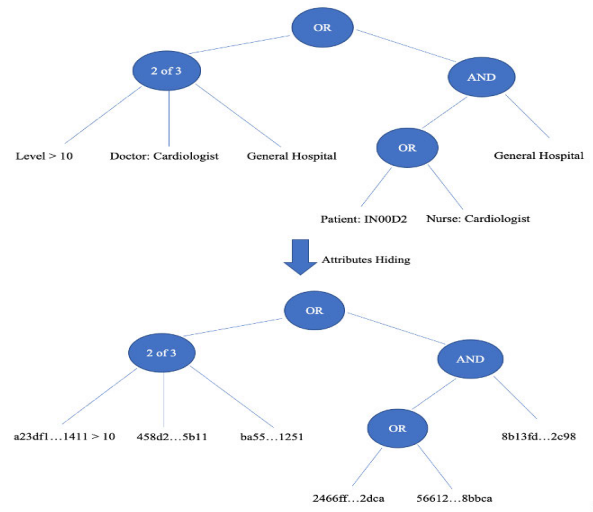 OR
2 of 3
AND
Level > 10
Doctor: Cardiologist
General Hospital
OR
General Hospital
Patient: IN00D2
Nurse: Cardiologist
Attributes Hiding
OR
2 of 3
AND
a23df1…1411 > 10
458d2…5b11
ba55…1251
OR
8b13fd…2c98
2466ff…2dca
56612…8bbca